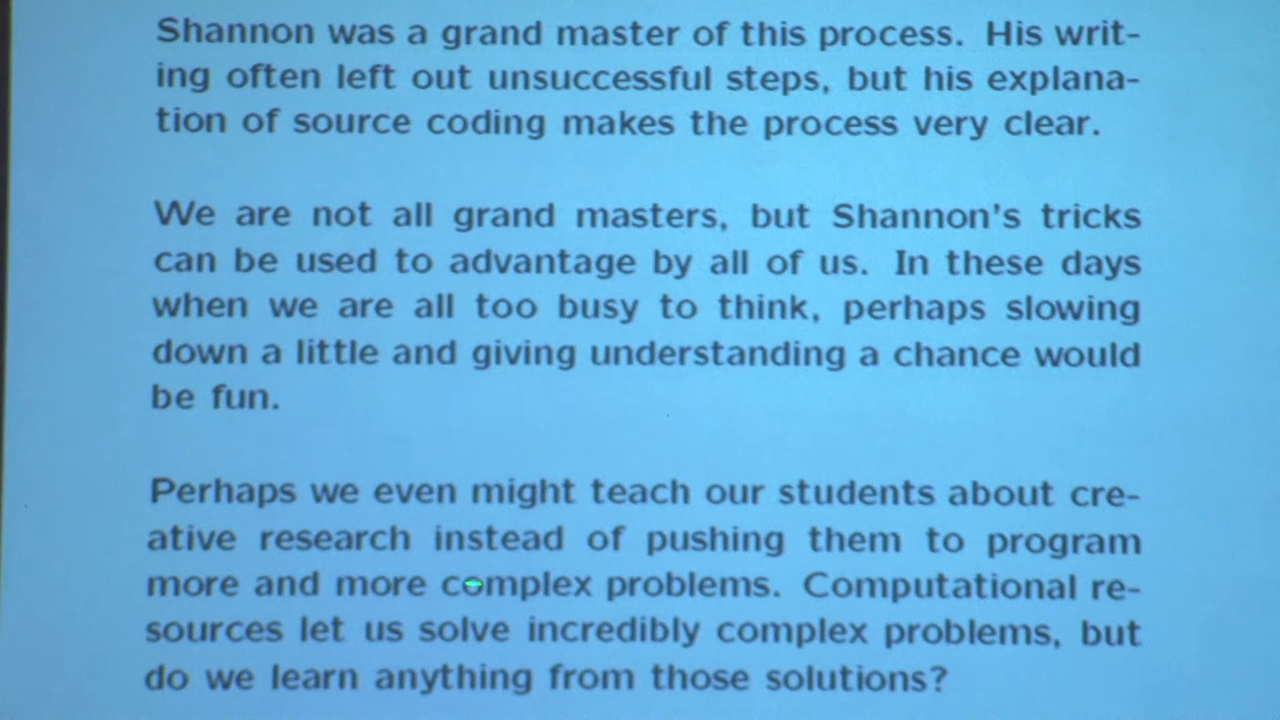 Shannon was a grand master of this process. His writ-
ing often left out unsuccessful steps, but his explana-
tion of source coding makes the process very clear.
We are not all grand masters, but Shannon's tricks
can be used to advantage by all of us. In these days
when we are all too busy to think, perhaps slowing
down a little and giving understanding a chance would
be fun.
Perhaps we even might teach our students about cre-
ative research instead of pushing them to program
more and more complex problems. Computational re-
sources let us solve incredibly complex problems, but
do we learn anything from those solutions?